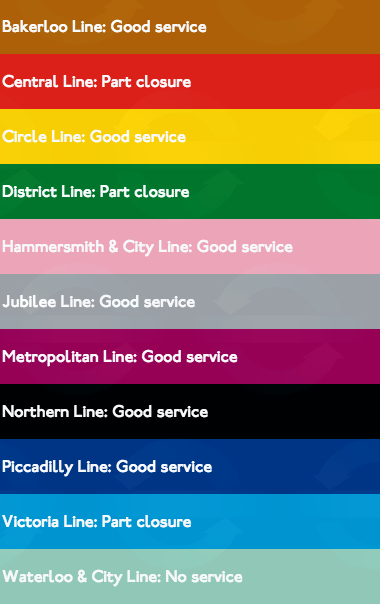 Bakerloo Line: Good service
Central Line: Part closure
Circle Line: Good service
District Line: Part closure
Hammersmith & City Line: Good service
Jubilee Line: Good service
Metropolitan Line: Good service
Northern Line: Good service
Piccadilly Line: Good service
Victoria Line: Part closure
Waterloo & City Line: No service